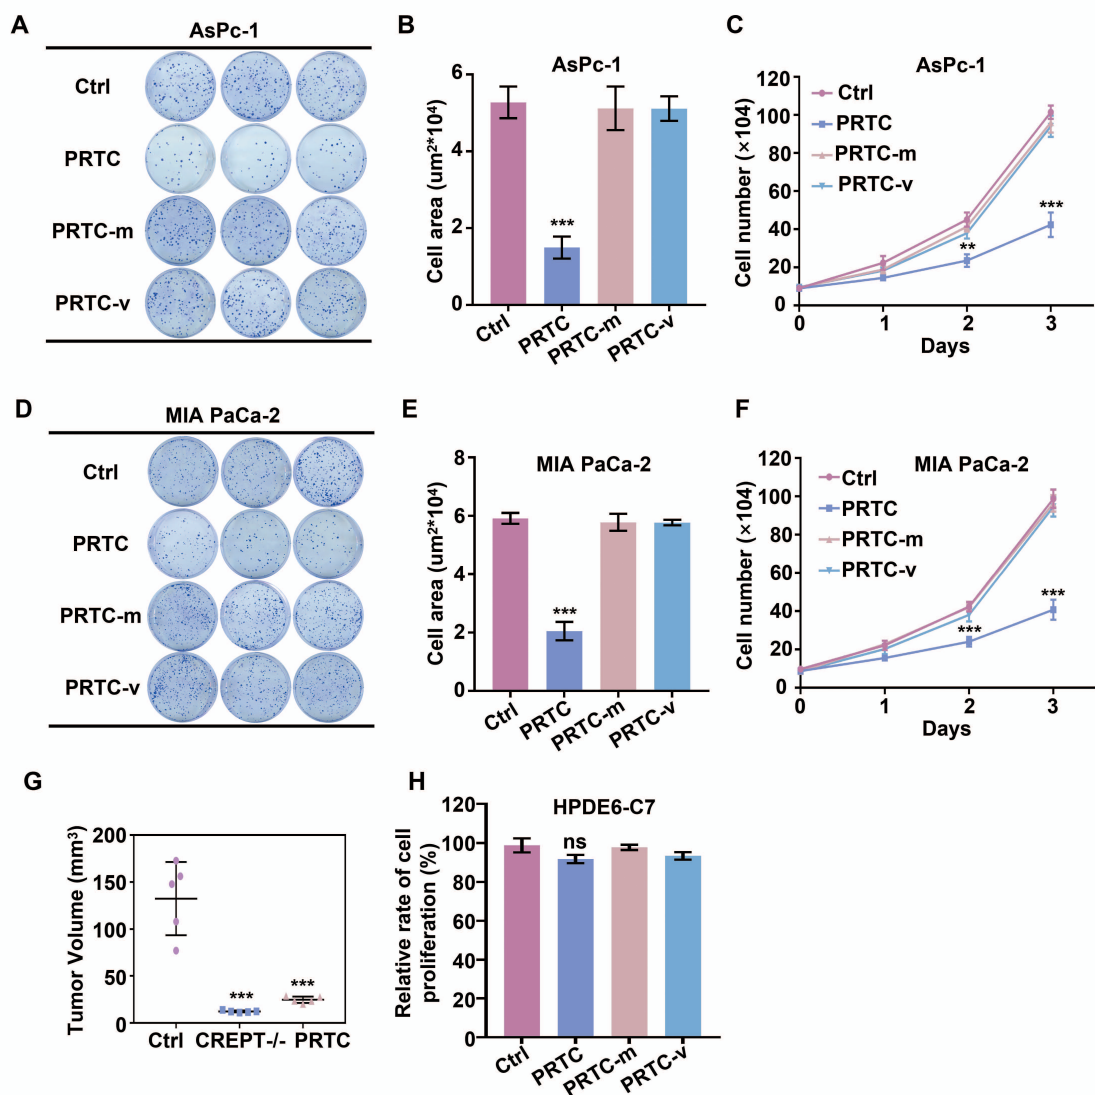 A
AsPc-1
Ctrl
PRTC
PRTC-m
PRTC-v
B
AsPc-1
Cell area (um²*10⁴)
6
4
2
0
***
Ctrl
PRTC
PRTC-m
PRTC-v
C
AsPc-1
Cell number (×104)
120
100
80
60
40
20
0
Ctrl
PRTC
PRTC-m
PRTC-v
**
***
0
1
2
3
Days
D
MIA PaCa-2
Ctrl
PRTC
PRTC-m
PRTC-v
E
MIA PaCa-2
Cell area (um²*10⁴)
8
6
4
2
0
***
Ctrl
PRTC
PRTC-m
PRTC-v
F
MIA PaCa-2
Cell number (×104)
120
100
80
60
40
20
0
Ctrl
PRTC
PRTC-m
PRTC-v
***
***
0
1
2
3
Days
G
Tumor Volume (mm³)
200
150
100
50
0
***
***
Ctrl
CREPT-/-
PRTC
H
HPDE6-C7
Relative rate of cell
proliferation (%)
120
100
80
60
40
20
0
ns
Ctrl
PRTC
PRTC-m
PRTC-v